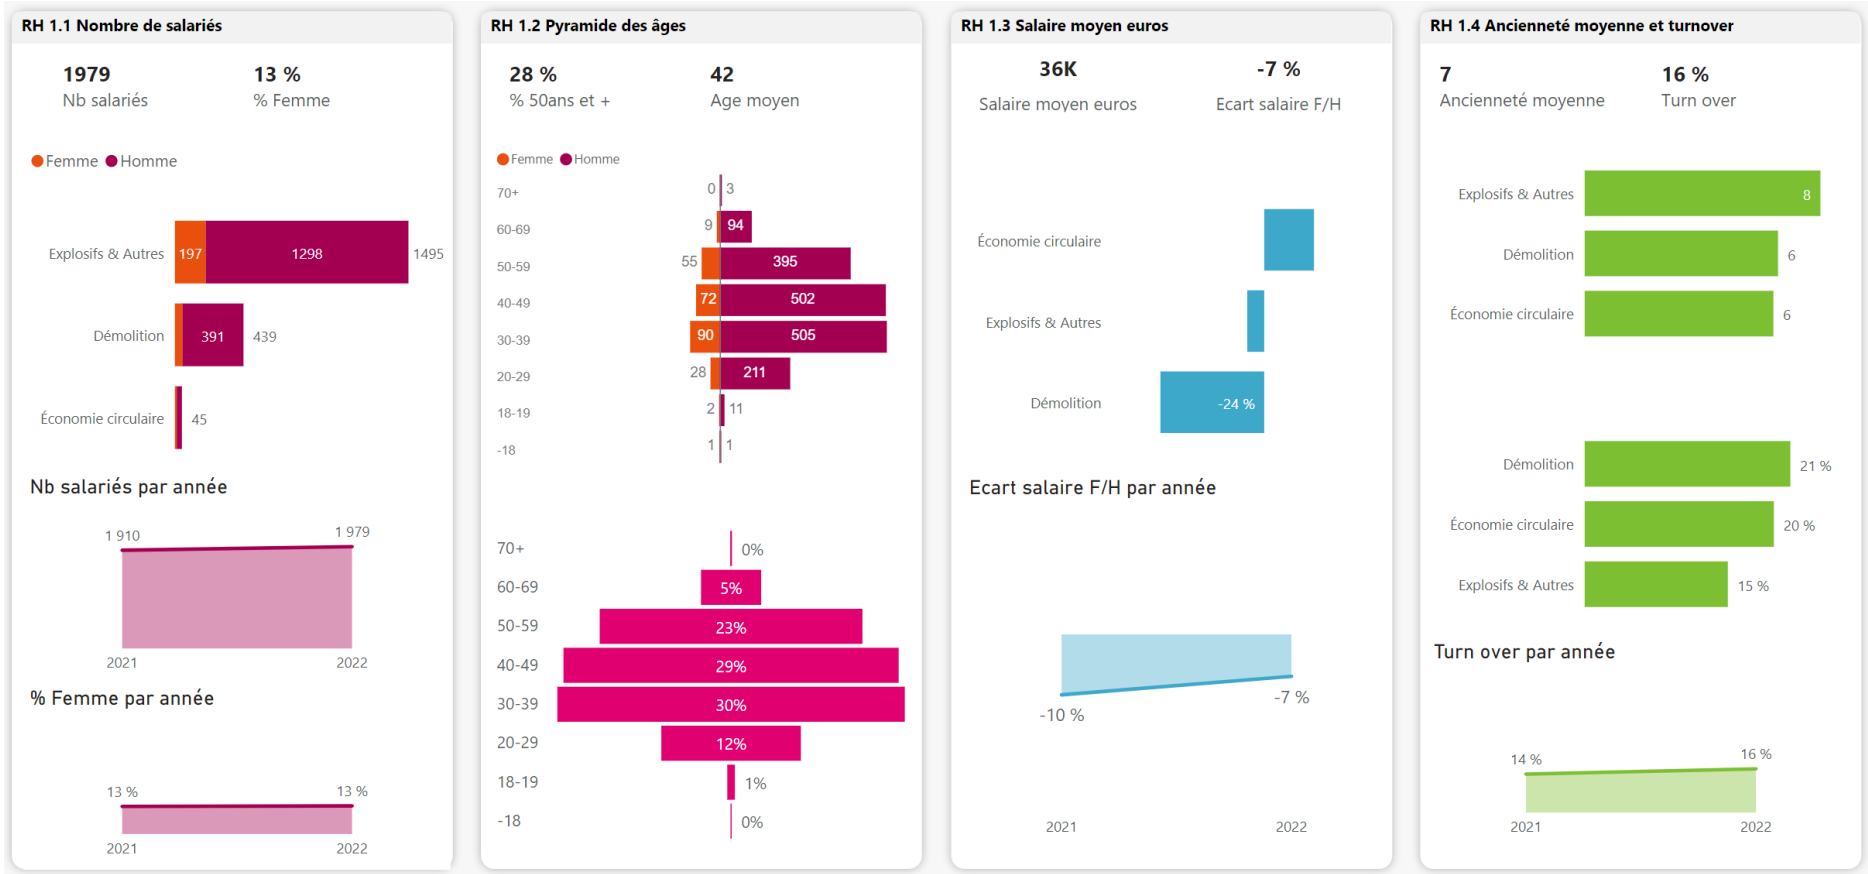 RH 1.1 Nombre de salariés
1979
13 %
Nb salariés
% Femme
Femme
Homme
Explosifs & Autres
197
1298
1495
Démolition
391
439
Économie circulaire
45
Nb salariés par année
1 910
1 979
2021
2022
% Femme par année
13 %
13 %
2021
2022
RH 1.2 Pyramide des âges
28 %
42
% 50ans et +
Age moyen
Femme
Homme
70+
0
3
60-69
9
94
50-59
55
395
40-49
72
502
30-39
90
505
20-29
28
211
18-19
2
11
-18
1
1
70+
0%
60-69
5%
50-59
23%
40-49
29%
30-39
30%
20-29
12%
18-19
1%
-18
0%
RH 1.3 Salaire moyen euros
36K
-7 %
Salaire moyen euros
Ecart salaire F/H
Économie circulaire
Explosifs & Autres
Démolition
-24 %
Ecart salaire F/H par année
-10 %
-7 %
2021
2022
RH 1.4 Ancienneté moyenne et turnover
7
16 %
Ancienneté moyenne
Turn over
Explosifs & Autres
8
Démolition
6
Économie circulaire
6
Démolition
21 %
Économie circulaire
20 %
Explosifs & Autres
15 %
Turn over par année
14 %
16 %
2021
2022